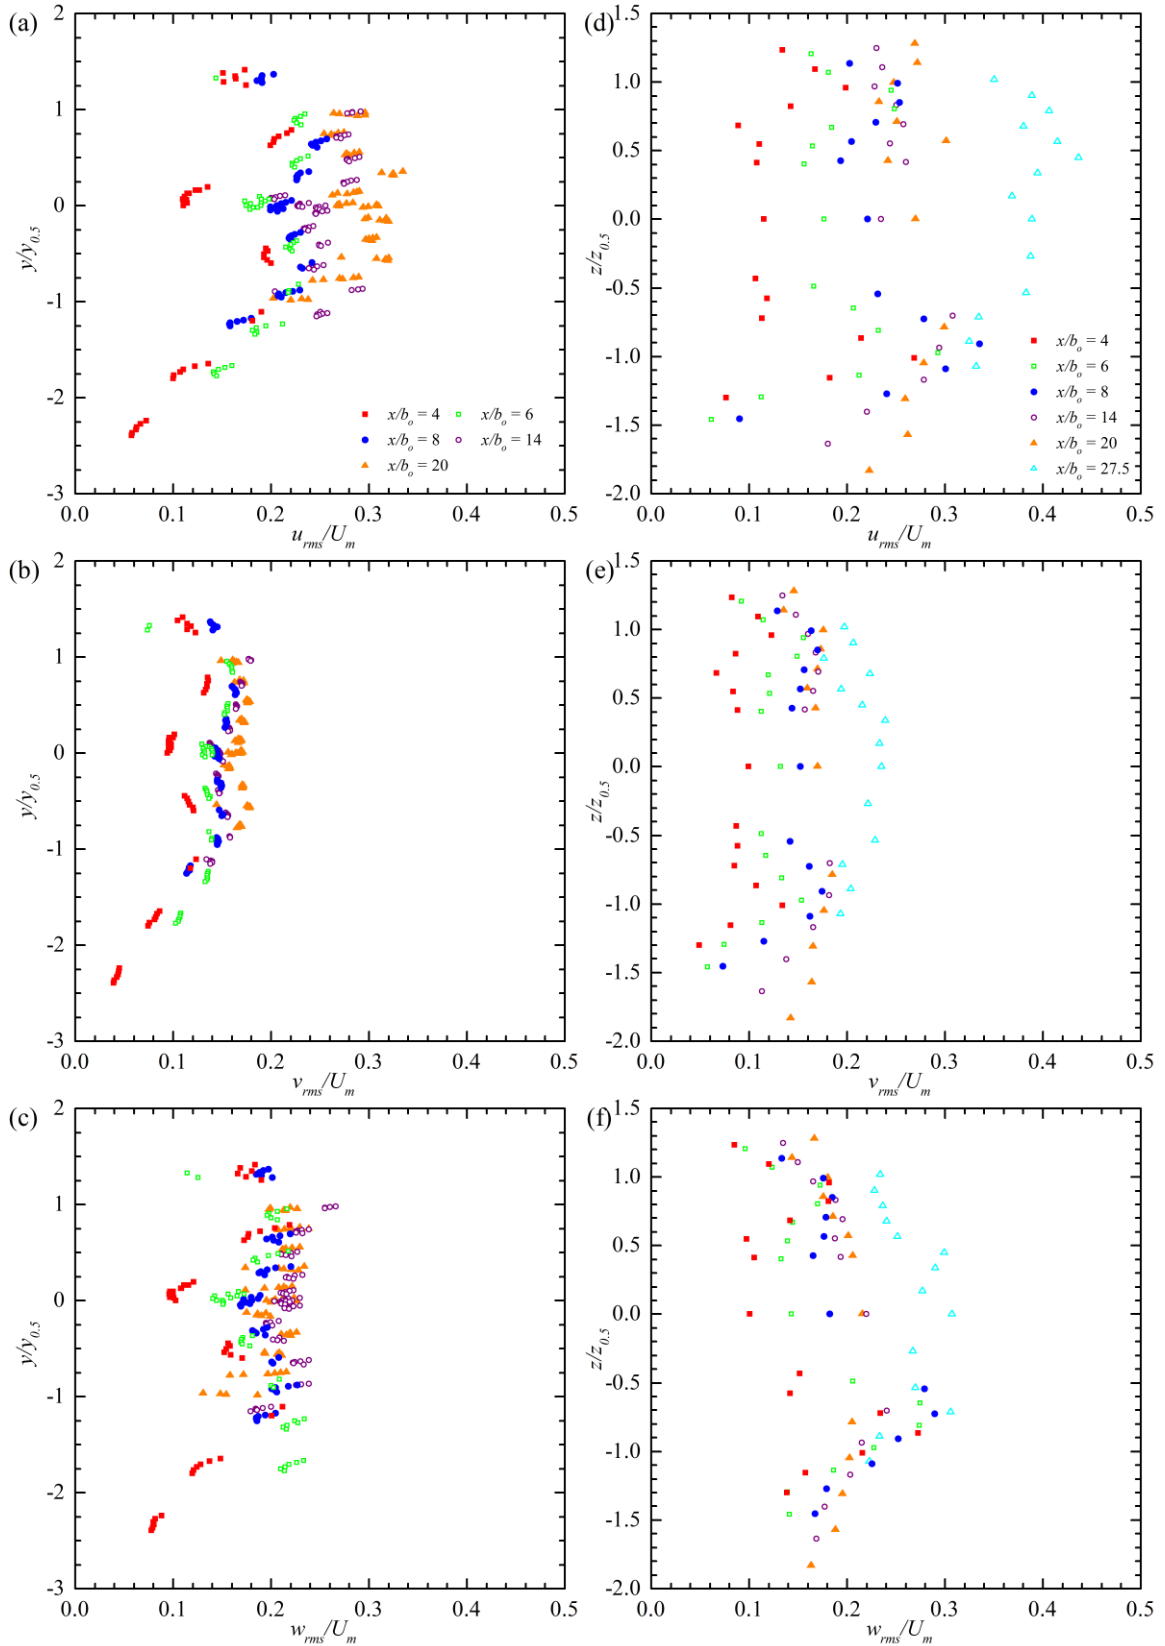 (a)
2
1
0
-1
-2
-3
y/y0.5
x/bo = 4
x/bo = 6
x/bo = 8
x/bo = 14
x/bo = 20
0.0 0.1 0.2 0.3 0.4 0.5
urms/Um
(d)
1.5
1.0
0.5
0.0
-0.5
-1.0
-1.5
-2.0
z/z0.5
x/bo = 4
x/bo = 6
x/bo = 8
x/bo = 14
x/bo = 20
x/bo = 27.5
0.0 0.1 0.2 0.3 0.4 0.5
urms/Um
(b)
2
1
0
-1
-2
-3
y/y0.5
0.0 0.1 0.2 0.3 0.4 0.5
vrms/Um
(e)
1.5
1.0
0.5
0.0
-0.5
-1.0
-1.5
-2.0
z/z0.5
0.0 0.1 0.2 0.3 0.4 0.5
vrms/Um
(c)
2
1
0
-1
-2
-3
y/y0.5
0.0 0.1 0.2 0.3 0.4 0.5
wrms/Um
(f)
1.5
1.0
0.5
0.0
-0.5
-1.0
-1.5
-2.0
z/z0.5
0.0 0.1 0.2 0.3 0.4 0.5
wrms/Um